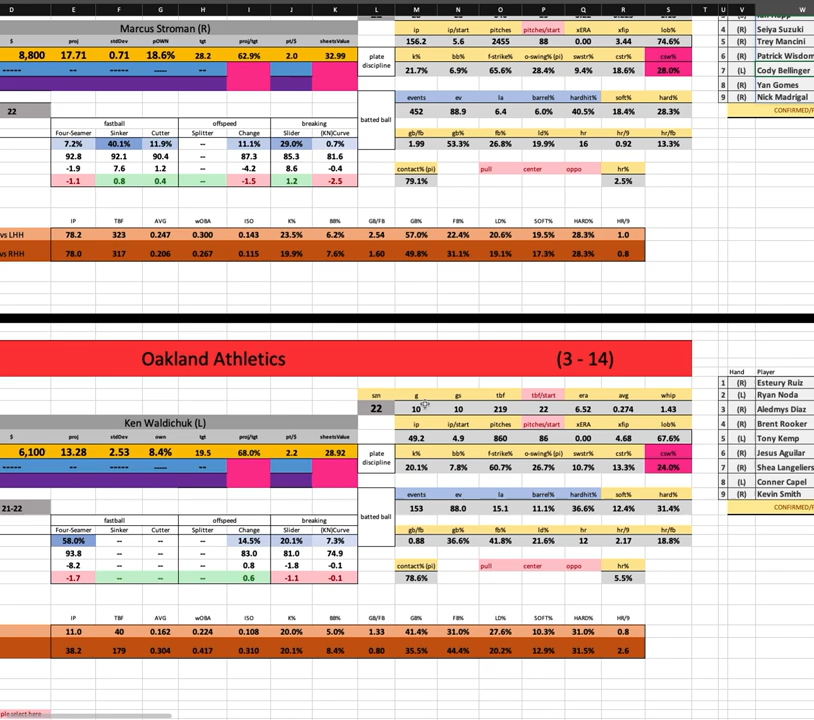 D E F G H I J K L M N O P Q R S T U V W
Marcus Stroman (R)
ip ip/start pitches pitches/start xERA xfip lob% 4 (R) Seiya Suzuki
$ proj stdDev pOWN tgt proj/tgt pt/$ sheetsValue 156.2 5.6 2455 88 0.00 3.44 74.6% 5 (R) Trey Mancini
8,800 17.71 0.71 18.6% 28.2 62.9% 2.0 32.99 plate discipline k% bb% f-strike% o-swing% (pi) swstr% cstr% csw% 6 (R) Patrick Wisdom
----- ----- ----- ---- -- 21.7% 6.9% 65.6% 28.4% 9.4% 18.6% 28.0% 7 (L) Cody Bellinger
8 (R) Yan Gomes
events ev la barrel% hardhit% soft% hard% 9 (R) Nick Madrigal
22 batted ball 452 88.9 6.4 6.0% 40.5% 18.4% 28.3% CONFIRMED/
fastball offspeed breaking
Four-Seamer Sinker Cutter Splitter Change Slider (KN)Curve gb/fb gb% fb% ld% hr hr/9 hr/fb
7.2% 40.1% 11.9% -- 11.1% 29.0% 0.7% 1.99 53.3% 26.8% 19.9% 16 0.92 13.3%
92.8 92.1 90.4 -- 87.3 85.3 81.6
-1.9 7.6 1.2 -- -4.2 8.6 -0.4 contact% (pi) pull center oppo hr%
-1.1 0.8 0.4 -- -1.5 1.2 -2.5 79.1% 2.5%
IP TBF AVG wOBA ISO K% BB% GB/FB GB% FB% LD% SOFT% HARD% HR/9
vs LHH 78.2 323 0.247 0.300 0.143 23.5% 6.2% 2.54 57.0% 22.4% 20.6% 19.5% 28.3% 1.0
vs RHH 78.0 317 0.206 0.267 0.115 19.9% 7.6% 1.60 49.8% 31.1% 19.1% 17.3% 28.3% 0.8
Oakland Athletics (3 - 14)
Hand Player
1 (R) Esteury Ruiz
szn g gs tbf tbf/start era avg whip 2 (L) Ryan Noda
22 10 10 219 22 6.52 0.274 1.43 3 (R) Aledmys Diaz
Ken Waldichuk (L) ip ip/start pitches pitches/start xERA xfip lob% 4 (R) Brent Rooker
$ proj stdDev own tgt proj/tgt pt/$ sheetsValue 49.2 4.9 860 86 0.00 4.68 67.6% 5 (L) Tony Kemp
6,100 13.28 2.53 8.4% 19.5 68.0% 2.2 28.92 plate discipline k% bb% f-strike% o-swing% (pi) swstr% cstr% csw% 6 (R) Jesus Aguilar
----- ----- ----- ---- -- 20.1% 7.8% 60.7% 26.7% 10.7% 13.3% 24.0% 7 (R) Shea Langeliers
8 (L) Conner Capel
events ev la barrel% hardhit% soft% hard% 9 (R) Kevin Smith
21-22 batted ball 153 88.0 15.1 11.1% 36.6% 12.4% 31.4% CONFIRMED/
fastball offspeed breaking
Four-Seamer Sinker Cutter Splitter Change Slider (KN)Curve gb/fb gb% fb% ld% hr hr/9 hr/fb
58.0% -- -- -- 14.5% 20.1% 7.3% 0.88 36.6% 41.8% 21.6% 12 2.17 18.8%
93.8 -- -- -- 83.0 81.0 74.9
-8.2 -- -- -- 0.8 -1.8 -0.1 contact% (pi) pull center oppo hr%
-1.7 -- -- -- 0.6 -1.1 -0.1 78.6% 5.5%
IP TBF AVG wOBA ISO K% BB% GB/FB GB% FB% LD% SOFT% HARD% HR/9
11.0 40 0.162 0.224 0.108 20.0% 5.0% 1.33 41.4% 31.0% 27.6% 10.3% 31.0% 0.8
38.2 179 0.304 0.417 0.310 20.1% 8.4% 0.80 35.5% 44.4% 20.2% 12.9% 31.5% 2.6
select here